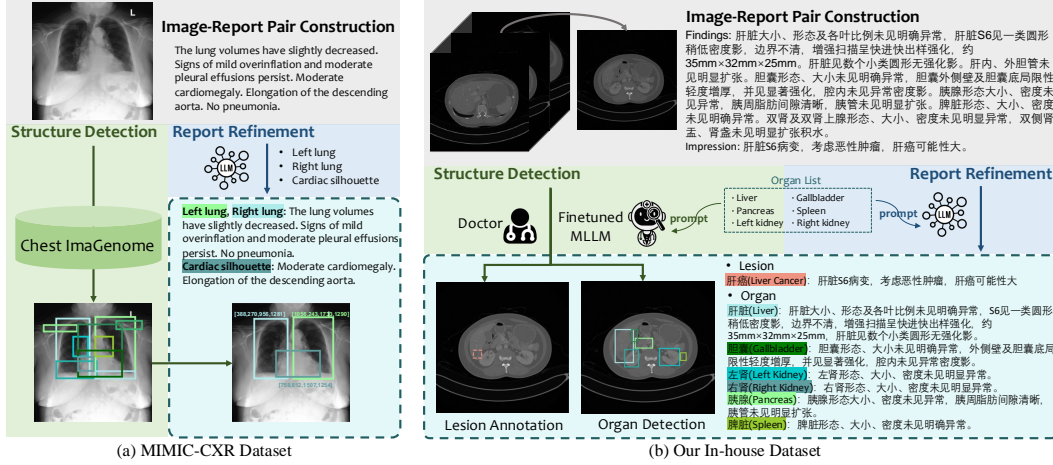 L
Image-Report Pair Construction
The lung volumes have slightly decreased.
Signs of mild overinflation and moderate
pleural effusions persist. Moderate
cardiomegaly. Elongation of the descending
aorta. No pneumonia.
Structure Detection
Report Refinement
LLM
• Left lung
• Right lung
• Cardiac silhouette
Chest ImaGenome
Left lung, Right lung: The lung volumes
have slightly decreased. Signs of mild
overinflation and moderate pleural effusions
persist. No pneumonia.
Cardiac silhouette: Moderate cardiomegaly.
Elongation of the descending aorta.
(a) MIMIC-CXR Dataset
Image-Report Pair Construction
Findings: 肝脏大小、形态及各叶比例未见明确异常，肝脏S6见一类圆形
稍低密度影，边界不清，增强扫描呈快进快出样强化，约
35mm×32mm×25mm。肝脏见数个小类圆形无强化影。肝内、外胆管未
见明显扩张。胆囊形态、大小未见明确异常，胆囊外侧壁及胆囊底局限性
轻度增厚，并见显著强化，腔内未见异常密度影。胰腺形态大小、密度未
见异常，胰周脂肪间隙清晰，胰管未见明显扩张。脾脏形态、大小、密度
未见明确异常。双肾及双肾上腺形态、大小、密度未见明显异常，双侧肾
盂、肾盏未见明显扩张积水。
Impression: 肝脏S6病变，考虑恶性肿瘤，肝癌可能性大。
Structure Detection
Organ List
Report Refinement
Doctor
Finetuned
MLLM
prompt
· Liver
· Pancreas
· Left kidney
· Gallbladder
· Spleen
· Right kidney
prompt
LLM
• Lesion
肝癌(Liver Cancer): 肝脏S6病变，考虑恶性肿瘤，肝癌可能性大
• Organ
肝脏(Liver): 肝脏大小、形态及各叶比例未见明确异常，S6见一类圆形
稍低密度影，边界不清，增强扫描呈快进快出样强化，约
35mm×32mm×25mm，肝脏见数个小类圆形无强化影。
胆囊(Gallbladder): 胆囊形态、大小未见明确异常，外侧壁及胆囊底局
限性轻度增厚，并见显著强化，腔内未见异常密度影。
左肾(Left Kidney): 左肾形态、大小、密度未见明显异常。
右肾(Right Kidney): 右肾形态、大小、密度未见明显异常。
胰腺(Pancreas): 胰腺形态大小、密度未见异常，胰周脂肪间隙清晰，
胰管未见明显扩张。
脾脏(Spleen): 脾脏形态、大小、密度未见明确异常。
Lesion Annotation
Organ Detection
(b) Our In-house Dataset